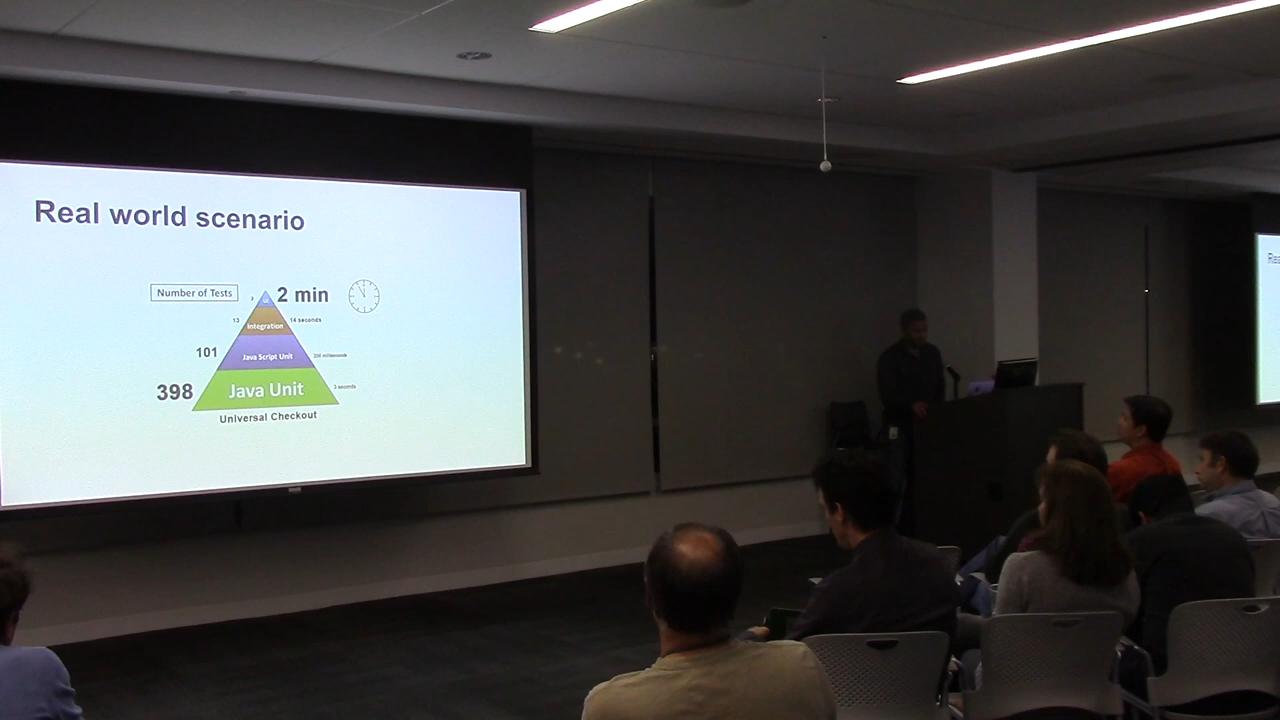 Real world scenario
Number of Tests
2 min
13
Integration
14 seconds
101
Java Script Unit
398
Java Unit
3 seconds
Universal Checkout